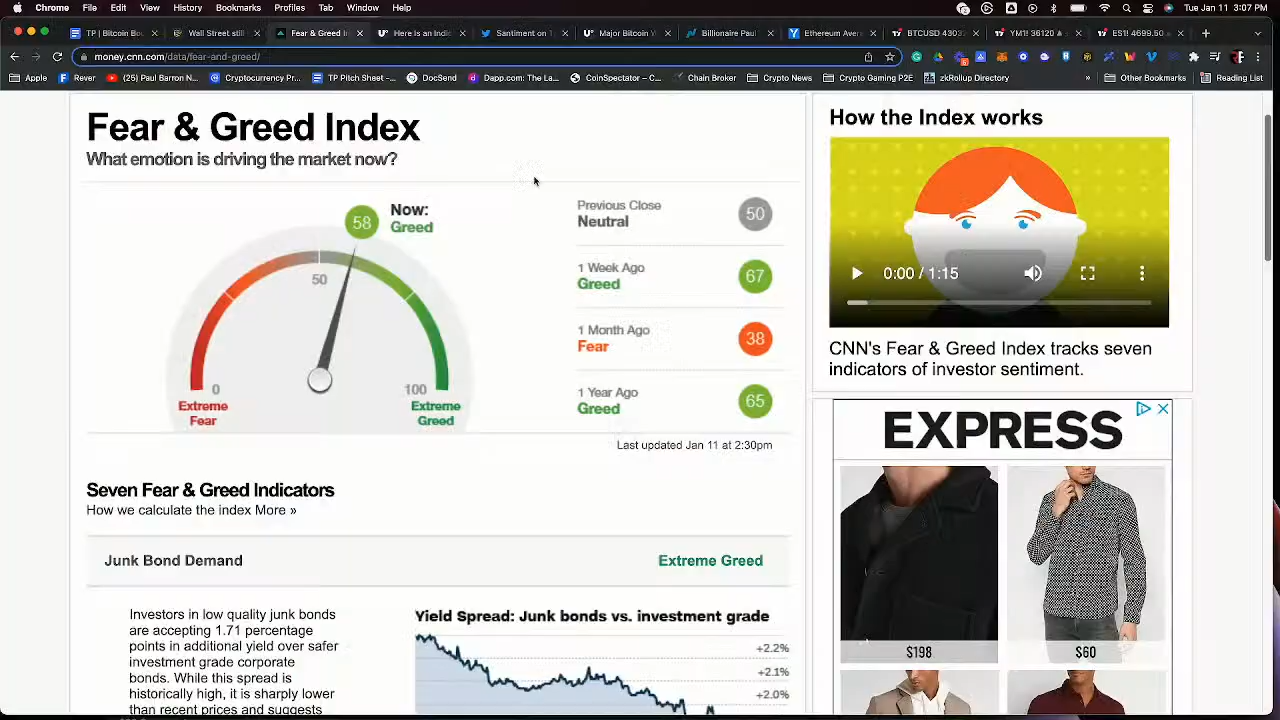 Chrome File Edit View History Bookmarks Profiles Tab Window Help
Tue Jan 11 3:07 PM
TP | Bitcoin Bo
Wall Street still
Fear & Greed In
Here is an Indic
Sentiment on T
Major Bitcoin
Billionaire Paul
Ethereum Aver
BTCUSD
YM1! 36120
ES1! 4699.50
money.cnn.com/data/fear-and-greed/
Apple
Rever
(25) Paul Barron N...
Cryptocurrency Pr...
TP Pitch Sheet -...
DocSend
Dapp.com: The La...
CoinSpectator – C...
Chain Broker
Crypto News
Crypto Gaming P2E
zkRollup Directory
»
Other Bookmarks
Reading List
Fear & Greed Index
What emotion is driving the market now?
58
Now:
Greed
50
0
100
Extreme
Fear
Extreme
Greed
Previous Close
Neutral
50
1 Week Ago
Greed
67
1 Month Ago
Fear
38
1 Year Ago
Greed
65
Last updated Jan 11 at 2:30pm
Seven Fear & Greed Indicators
How we calculate the index More »
Junk Bond Demand
Extreme Greed
Investors in low quality junk bonds
are accepting 1.71 percentage
points in additional yield over safer
investment grade corporate
bonds. While this spread is
historically high, it is sharply lower
than recent prices and suggests
Yield Spread: Junk bonds vs. investment grade
+2.2%
+2.1%
+2.0%
How the Index works
0:00 / 1:15
CNN's Fear & Greed Index tracks seven
indicators of investor sentiment.
EXPRESS
$198
$60